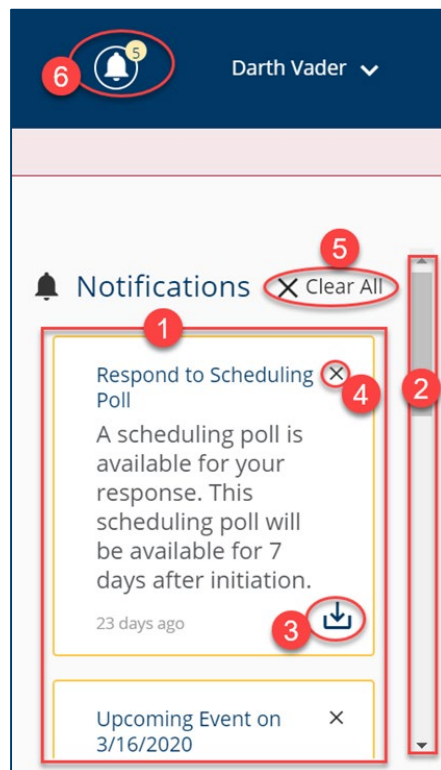 6
5
Darth Vader
5
Notifications
Clear All
1
2
Respond to Scheduling
Poll
4
A scheduling poll is
available for your
response. This
scheduling poll will
be available for 7
days after initiation.
23 days ago
3
Upcoming Event on
3/16/2020